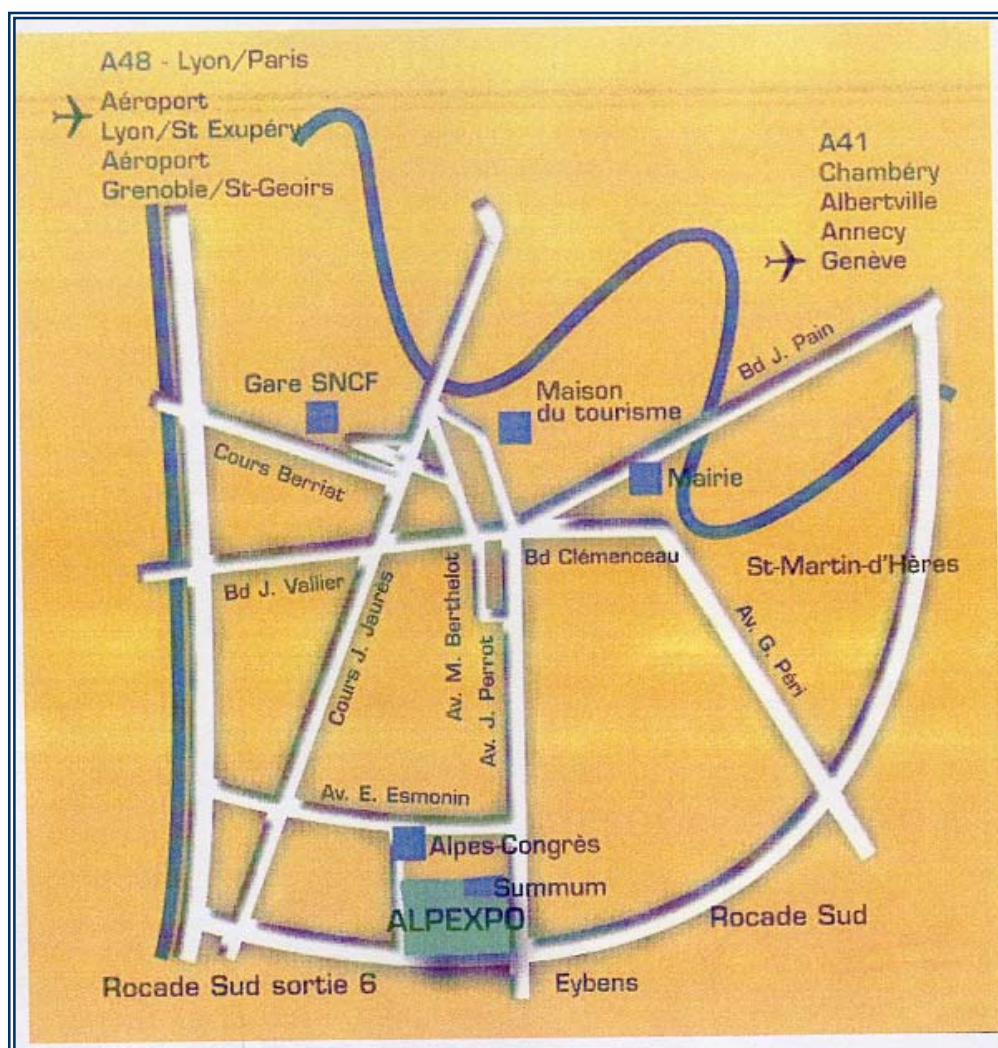 A48 - Lyon/Paris
Aéroport
Lyon/St Exupéry
Aéroport
Grenoble/St-Geoirs
A41
Chambéry
Albertville
Annecy
Genève
Bd J. Pain
Gare SNCF
Maison
du tourisme
Cours Berriat
Mairie
Bd J. Vallier
Bd Clémenceau
St-Martin-d'Hères
Cours J. Jaurès
Av. M. Berthelot
Av. J. Perrot
Av. G. Péri
Av. E. Esmonin
Alpes-Congrès
Summum
ALPEXPO
Rocade Sud
Rocade Sud sortie 6
Eybens